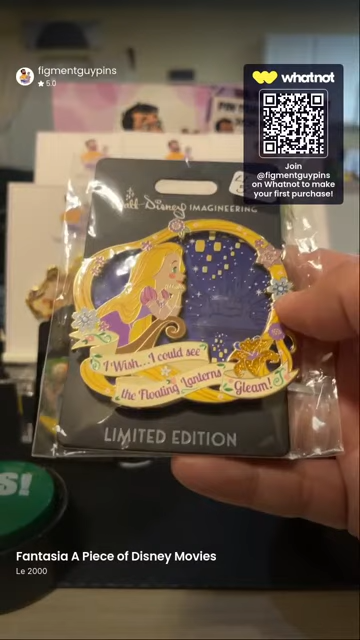 figmentguypins
★ 5.0
whatnot
Join
@figmentguypins
on Whatnot to make
your first purchase!
Walt Disney IMAGINEERING
I Wish...I could see
the Floating Lanterns
Gleam!
LIMITED EDITION
S!
Fantasia A Piece of Disney Movies
Le 2000